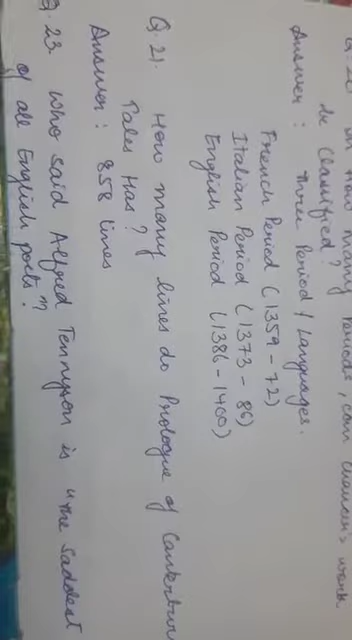 in How many Periods, can Chaucer's work
be Classified?
Answer : Three Period / Languages.
French Period (1359 - 72)
Italian Period (1373 - 86)
English Period (1386 - 1400)
Q. 21. How many lines do Prologue of Canterbur
Tales Has?
Answer : 858 lines
Q. 23. Who said Alfred Tennyson is "the Saddest
of all English poets"?